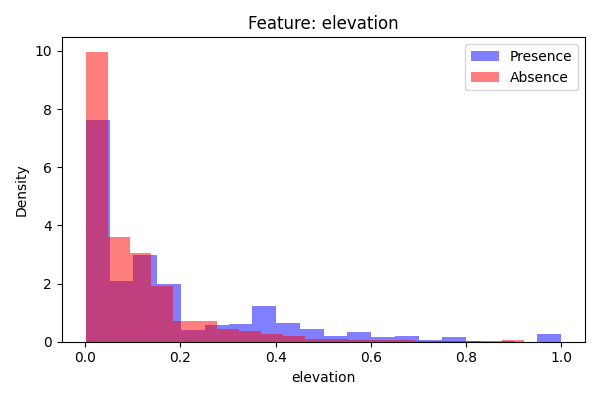 Feature: elevation
Presence
Absence
Density
10
8
6
4
2
0
0.0 0.2 0.4 0.6 0.8 1.0
elevation